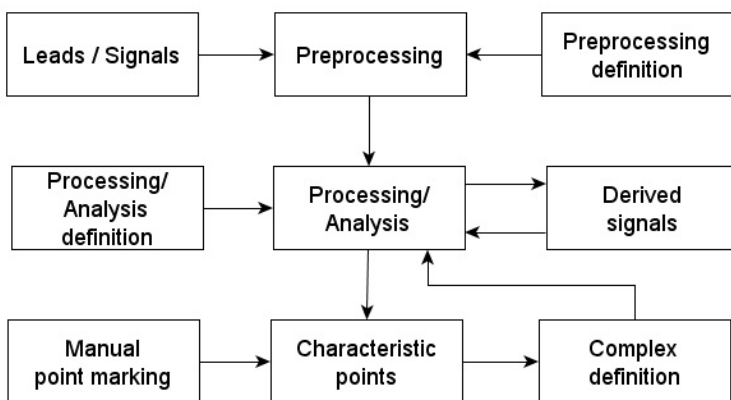 Leads / Signals
Preprocessing
Preprocessing
definition
Processing/
Analysis
definition
Processing/
Analysis
Derived
signals
Manual
point marking
Characteristic
points
Complex
definition